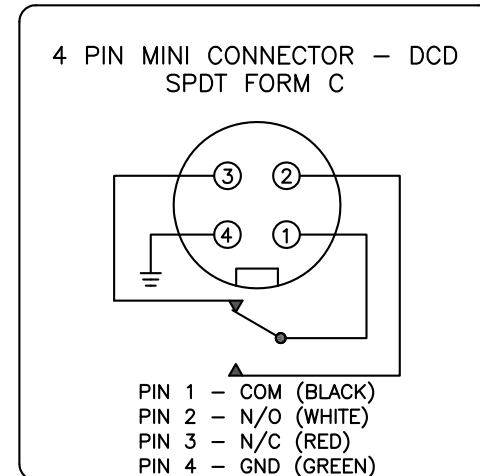 4 PIN MINI CONNECTOR – DCD
SPDT FORM C
3 2
4 1
PIN 1 – COM (BLACK)
PIN 2 – N/O (WHITE)
PIN 3 – N/C (RED)
PIN 4 – GND (GREEN)